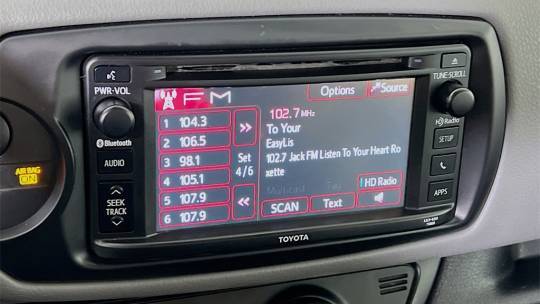 PWR•VOL
Bluetooth
AUDIO
SEEK
TRACK
AIR BAG
ON
FM
Options
Source
1 104.3
2 106.5
3 98.1
4 105.1
5 107.9
6 107.9
>>
Set
4/6
<<
102.7 MHz
To Your
EasyLis
102.7 Jack FM Listen To Your Heart Ro
xette
HD Radio
SCAN
Text
TOYOTA
TUNE•SCROLL
HD Radio
SETUP
APPS